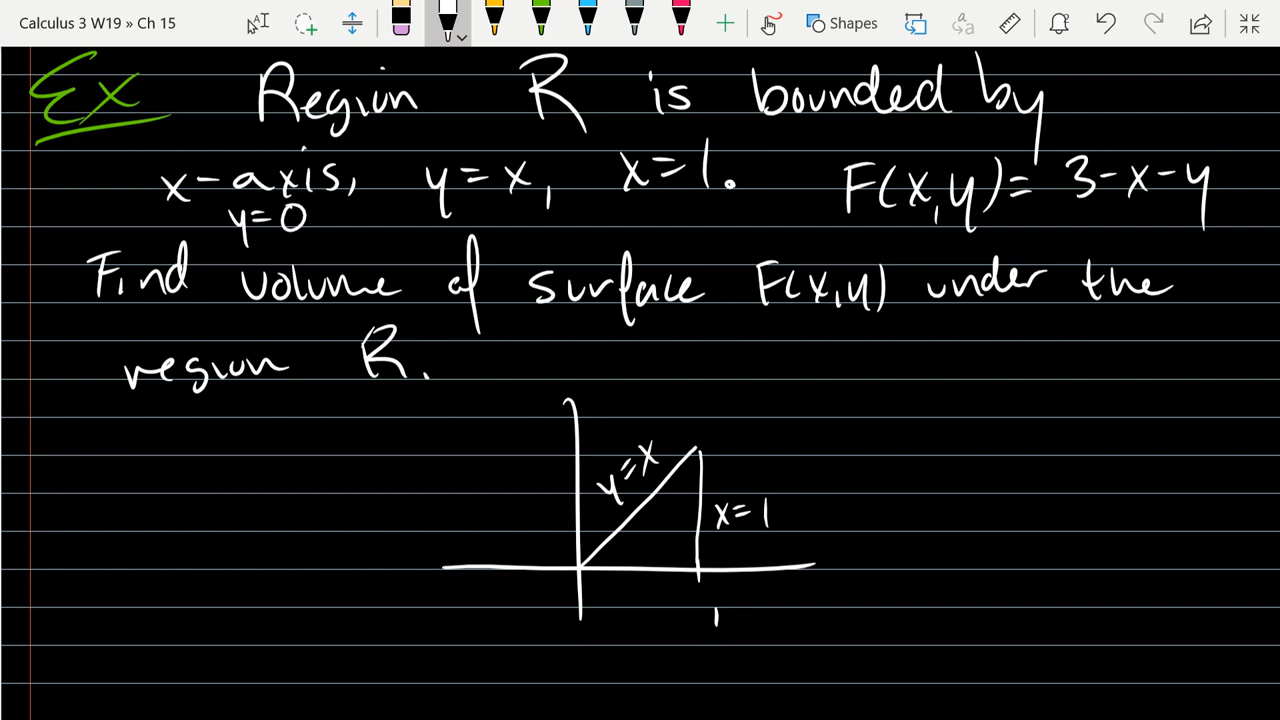 Calculus 3 W19 » Ch 15
Shapes
Ex Region R is bounded by
x-axis, y=x, x=1. F(x,y)= 3-x-y
y=0
Find volume of surface F(x,y) under the
region R.
y=x
x=1
1